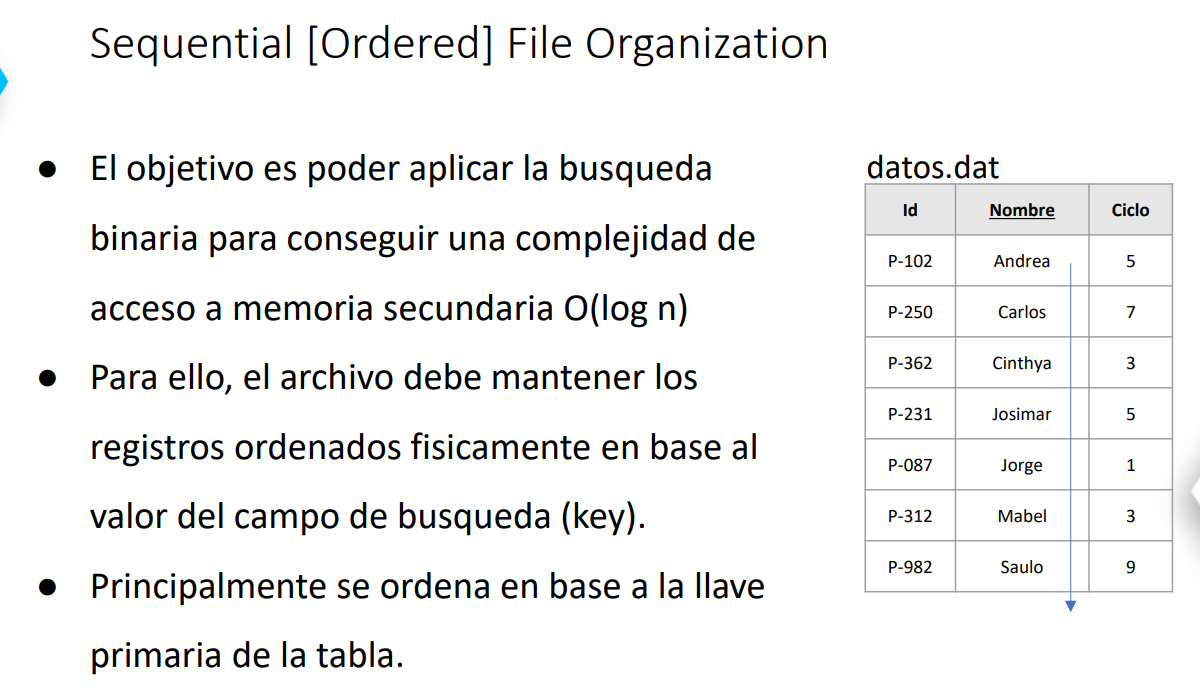 Sequential [Ordered] File Organization
● El objetivo es poder aplicar la busqueda
binaria para conseguir una complejidad de
acceso a memoria secundaria O(log n)
● Para ello, el archivo debe mantener los
registros ordenados fisicamente en base al
valor del campo de busqueda (key).
● Principalmente se ordena en base a la llave
primaria de la tabla.
datos.dat
Id Nombre Ciclo
P-102 Andrea 5
P-250 Carlos 7
P-362 Cinthya 3
P-231 Josimar 5
P-087 Jorge 1
P-312 Mabel 3
P-982 Saulo 9